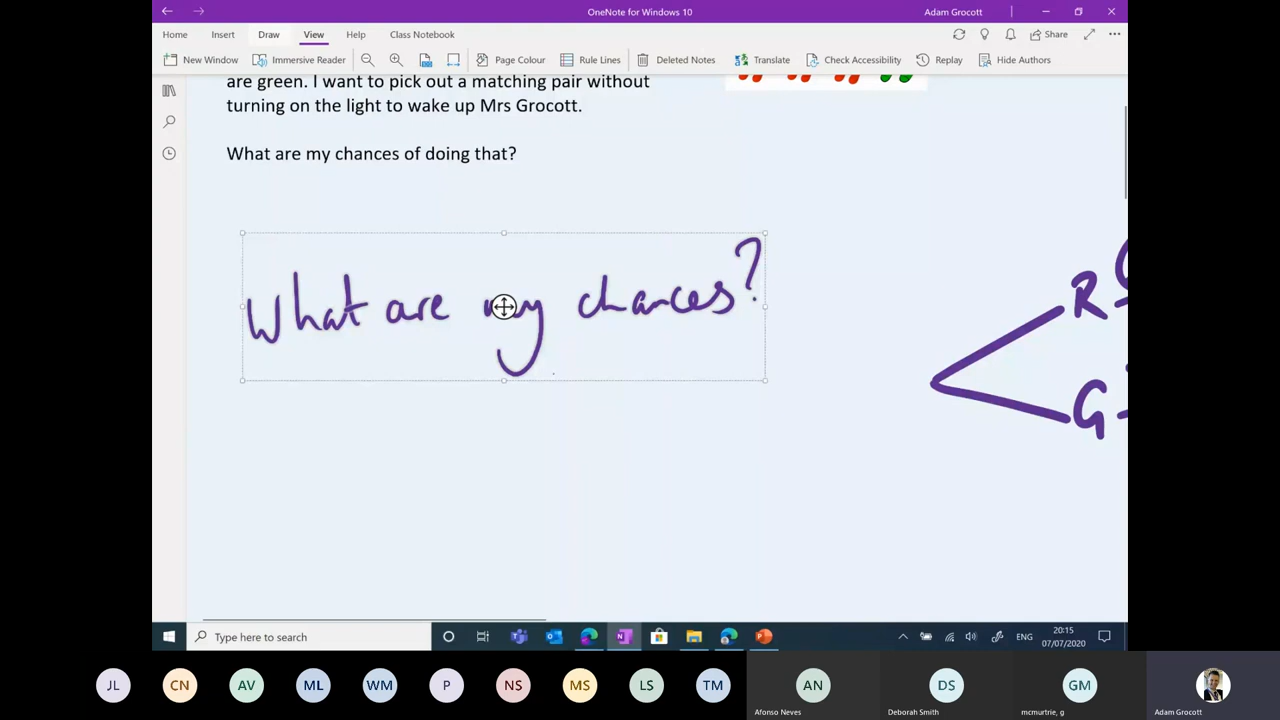 OneNote for Windows 10
Adam Grocott
Home Insert Draw View Help Class Notebook
Share
New Window Immersive Reader Page Colour Rule Lines Deleted Notes Translate Check Accessibility Replay Hide Authors
are green. I want to pick out a matching pair without
turning on the light to wake up Mrs Grocott.
What are my chances of doing that?
What are my chances?
R
G
Type here to search
ENG
20:15
07/07/2020
JL CN AV ML WM P NS MS LS TM AN DS GM
Afonso Neves Deborah Smith mcmurtrie, g Adam Grocott